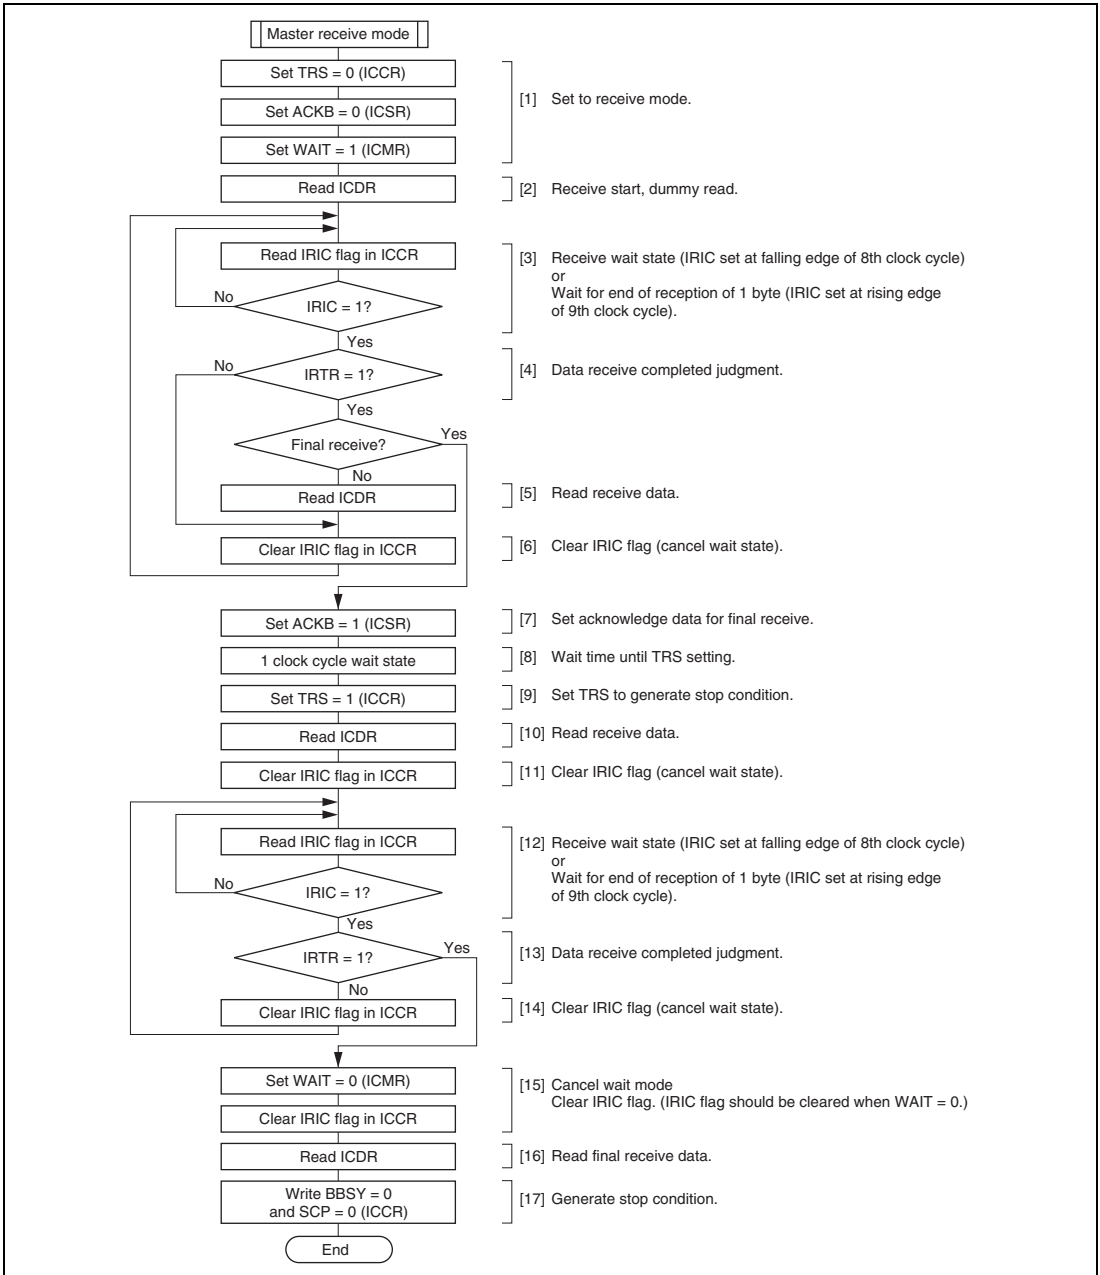 Master receive mode
Set TRS = 0 (ICCR)
Set ACKB = 0 (ICSR)
Set WAIT = 1 (ICMR)
[1] Set to receive mode.
Read ICDR
[2] Receive start, dummy read.
Read IRIC flag in ICCR
[3] Receive wait state (IRIC set at falling edge of 8th clock cycle)
or
Wait for end of reception of 1 byte (IRIC set at rising edge
of 9th clock cycle).
No
IRIC = 1?
Yes
No
IRTR = 1?
[4] Data receive completed judgment.
Yes
Final receive?
Yes
No
Read ICDR
[5] Read receive data.
Clear IRIC flag in ICCR
[6] Clear IRIC flag (cancel wait state).
Set ACKB = 1 (ICSR)
[7] Set acknowledge data for final receive.
1 clock cycle wait state
[8] Wait time until TRS setting.
Set TRS = 1 (ICCR)
[9] Set TRS to generate stop condition.
Read ICDR
[10] Read receive data.
Clear IRIC flag in ICCR
[11] Clear IRIC flag (cancel wait state).
Read IRIC flag in ICCR
[12] Receive wait state (IRIC set at falling edge of 8th clock cycle)
or
Wait for end of reception of 1 byte (IRIC set at rising edge
of 9th clock cycle).
No
IRIC = 1?
Yes
IRTR = 1?
Yes
[13] Data receive completed judgment.
No
Clear IRIC flag in ICCR
[14] Clear IRIC flag (cancel wait state).
Set WAIT = 0 (ICMR)
Clear IRIC flag in ICCR
[15] Cancel wait mode
Clear IRIC flag. (IRIC flag should be cleared when WAIT = 0.)
Read ICDR
[16] Read final receive data.
Write BBSY = 0
and SCP = 0 (ICCR)
[17] Generate stop condition.
End